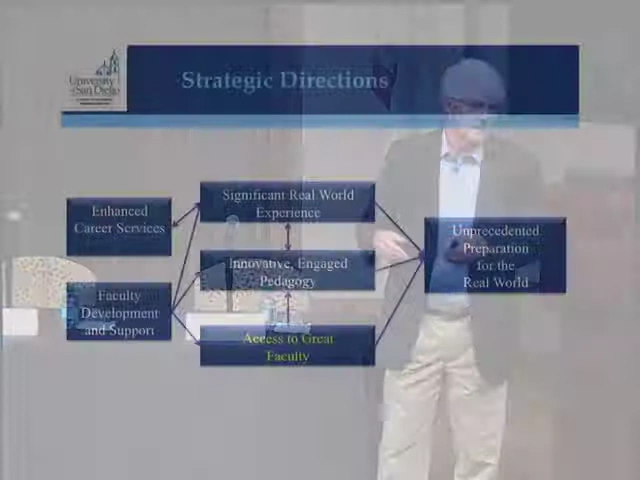 University
of San Diego
Strategic Directions
Enhanced
Career Services
Faculty
Development
and Support
Significant Real World
Experience
Innovative, Engaged
Pedagogy
Access to Great
Faculty
Unprecedented
Preparation
for the
Real World